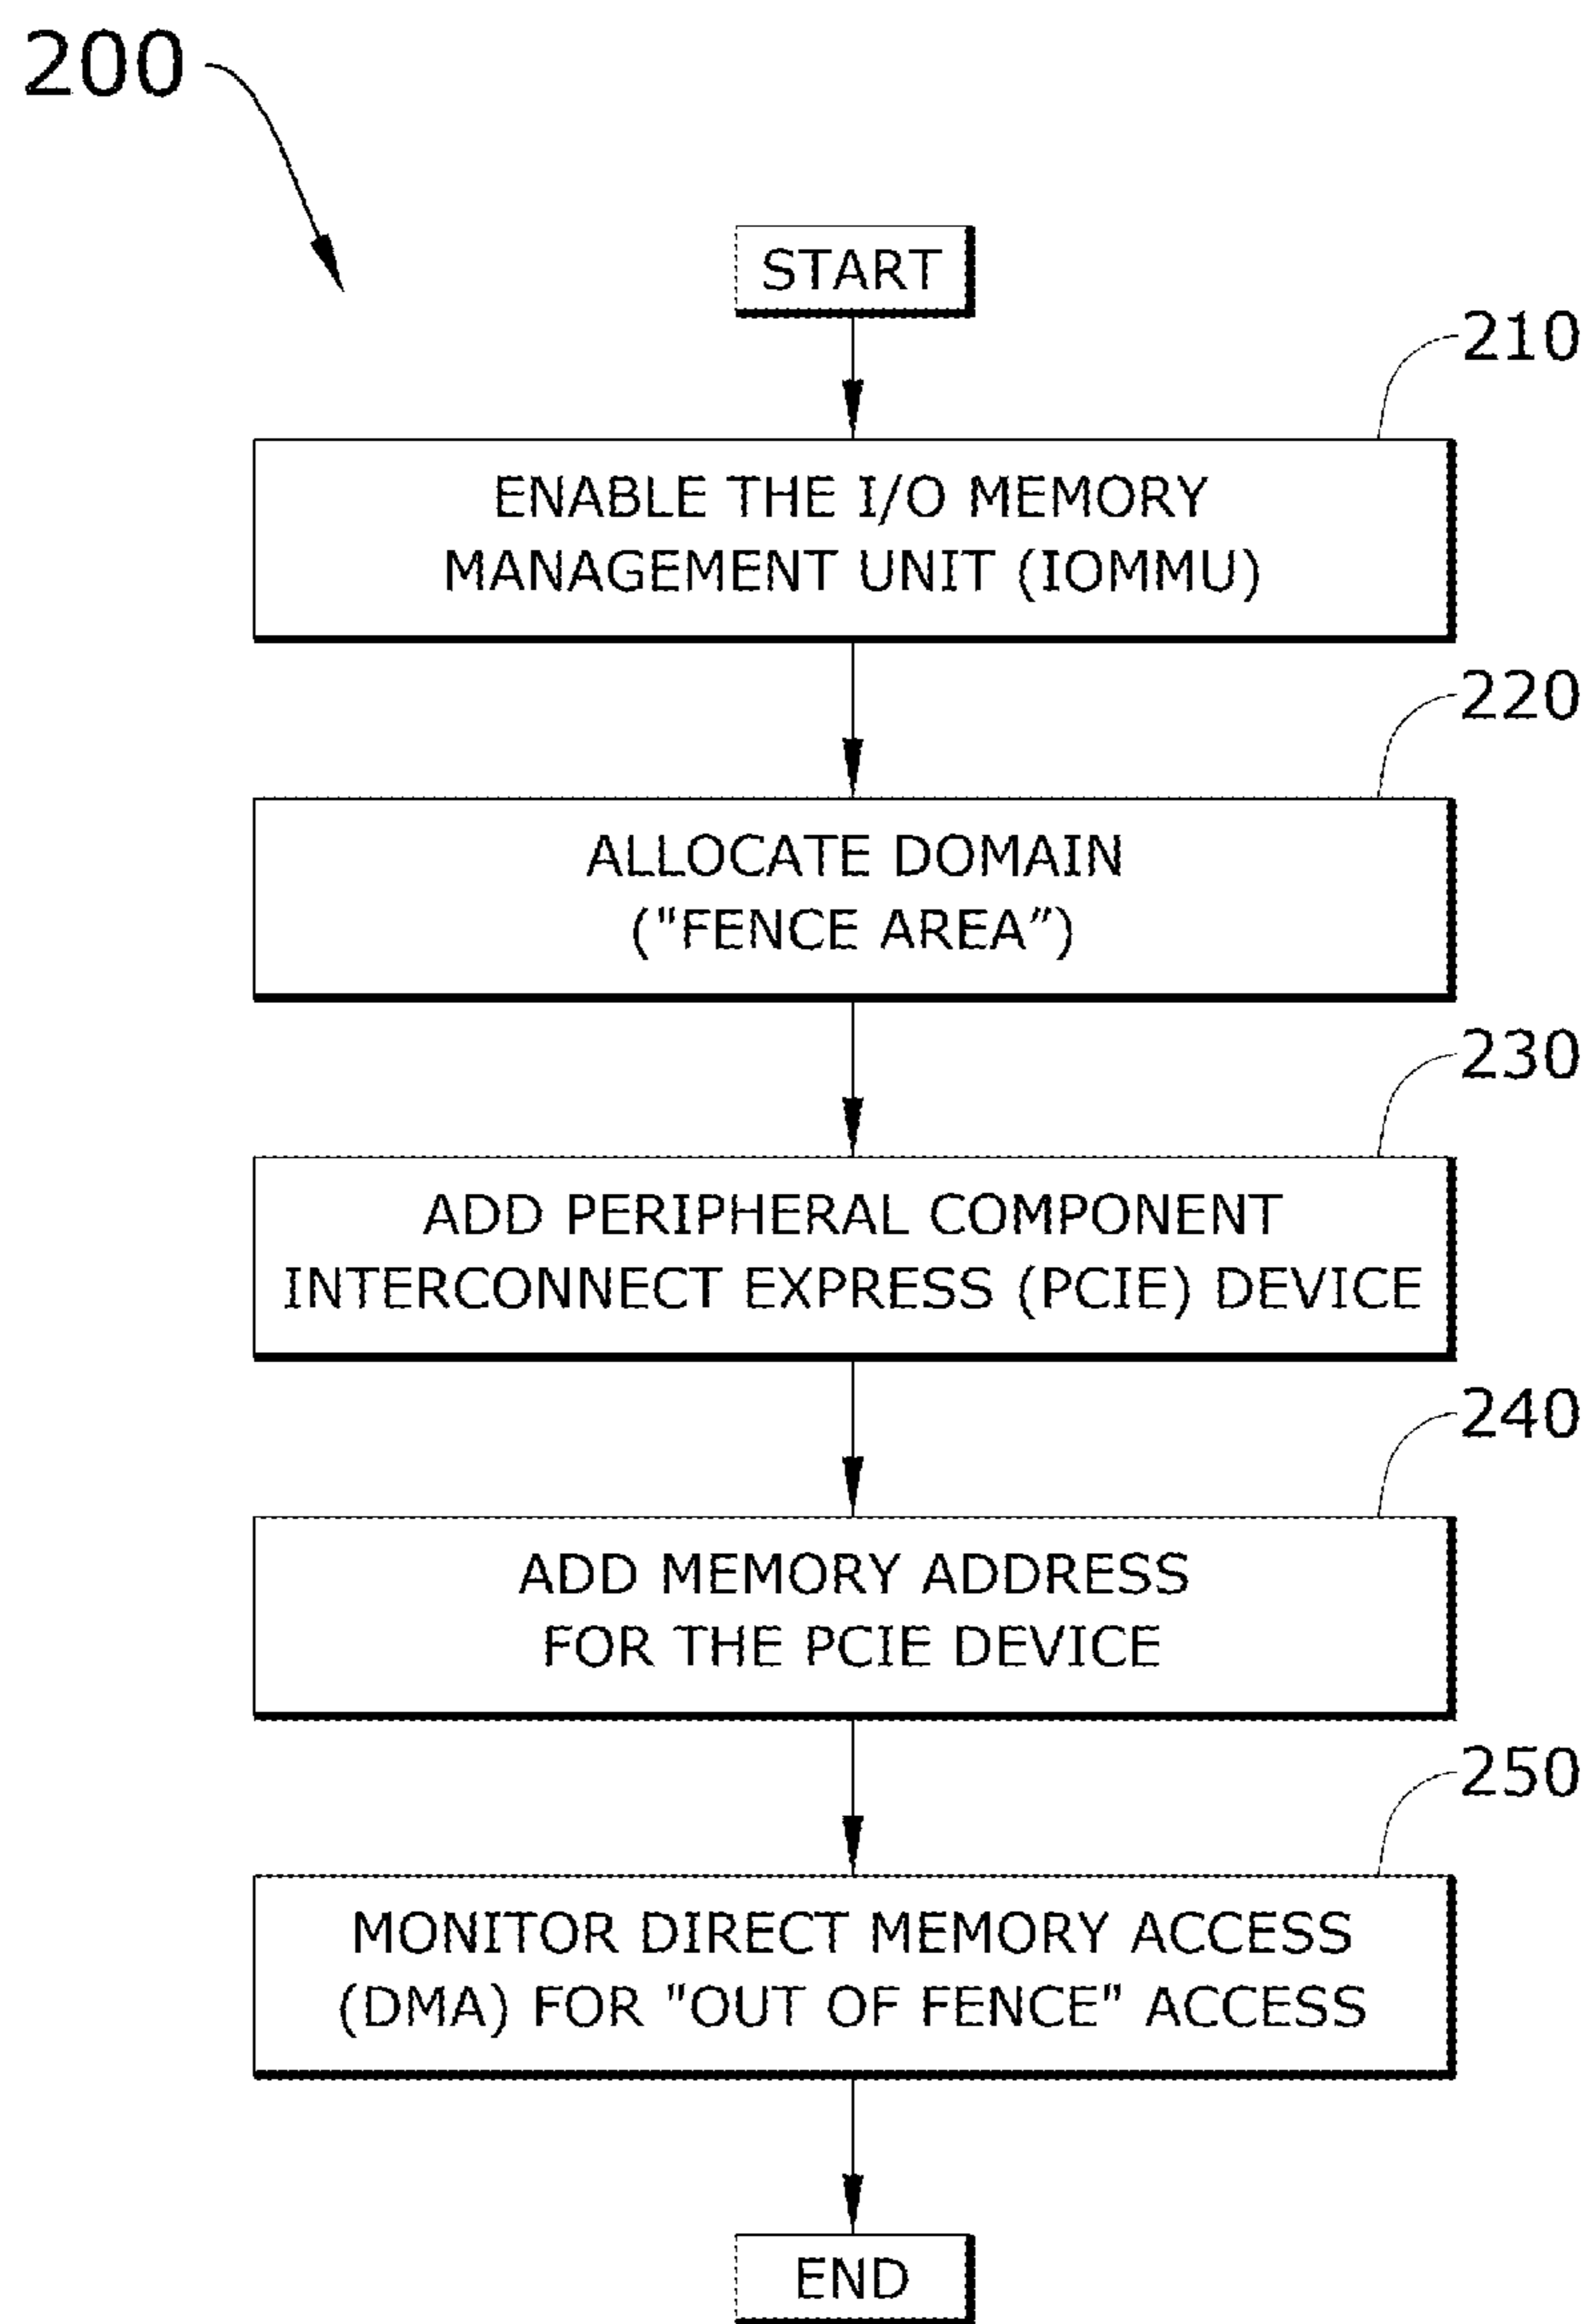 200
START
210
ENABLE THE I/O MEMORY
MANAGEMENT UNIT (IOMMU)
220
ALLOCATE DOMAIN
("FENCE AREA”)
230
ADD PERIPHERAL COMPONENT
INTERCONNECT EXPRESS (PCIE) DEVICE
240
ADD MEMORY ADDRESS
FOR THE PCIE DEVICE
250
MONITOR DIRECT MEMORY ACCESS
(DMA) FOR "OUT OF FENCE" ACCESS
END